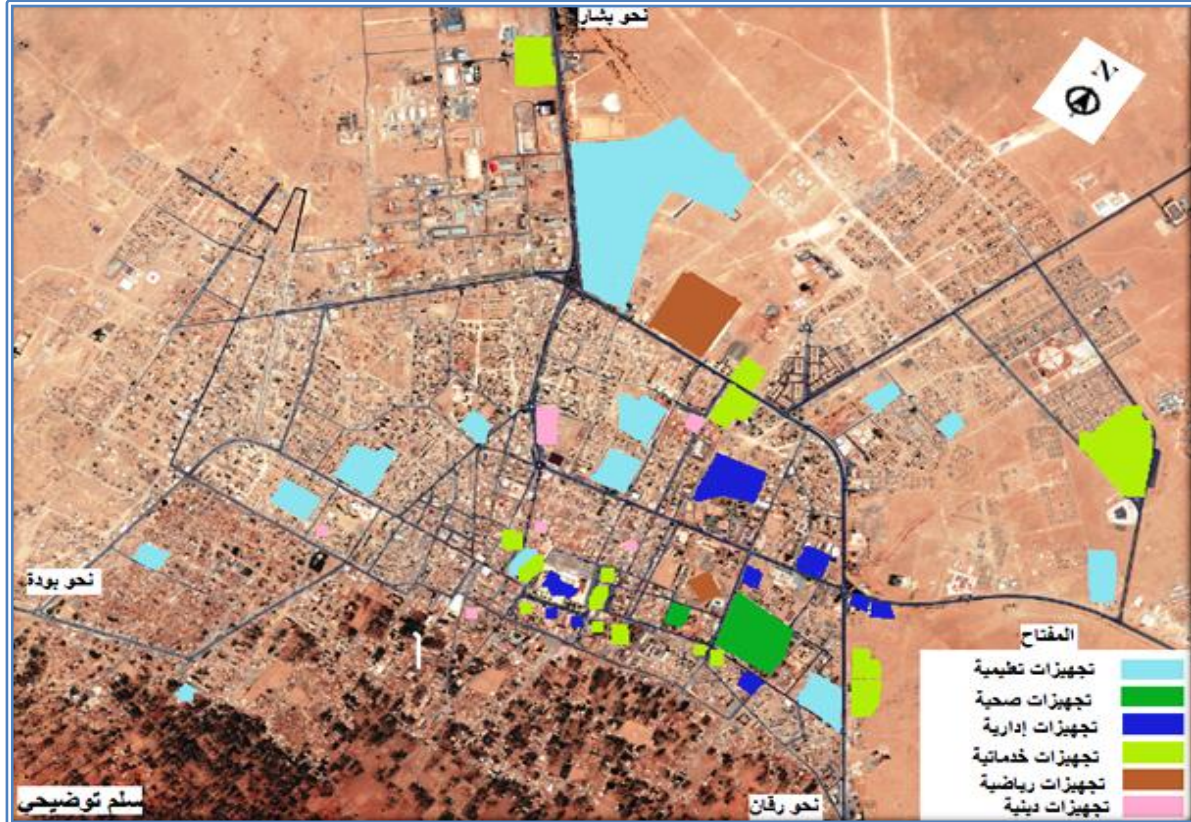 نحو بشار
N
نحو بودة
نحو رقان
سلم توضيحي
المفتاح
تجهيزات تعليمية
تجهيزات صحية
تجهيزات إدارية
تجهيزات خدماتية
تجهيزات رياضية
تجهيزات دينية